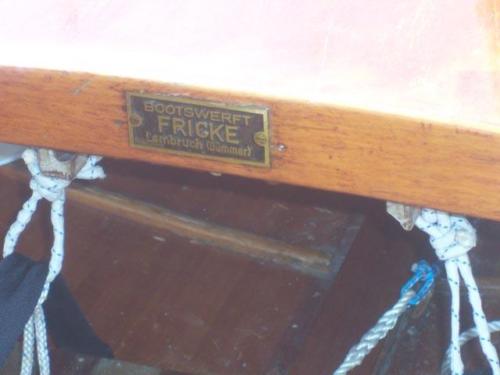 BOOTSWERFT
FRICKE
Lembruch (Dümmer)